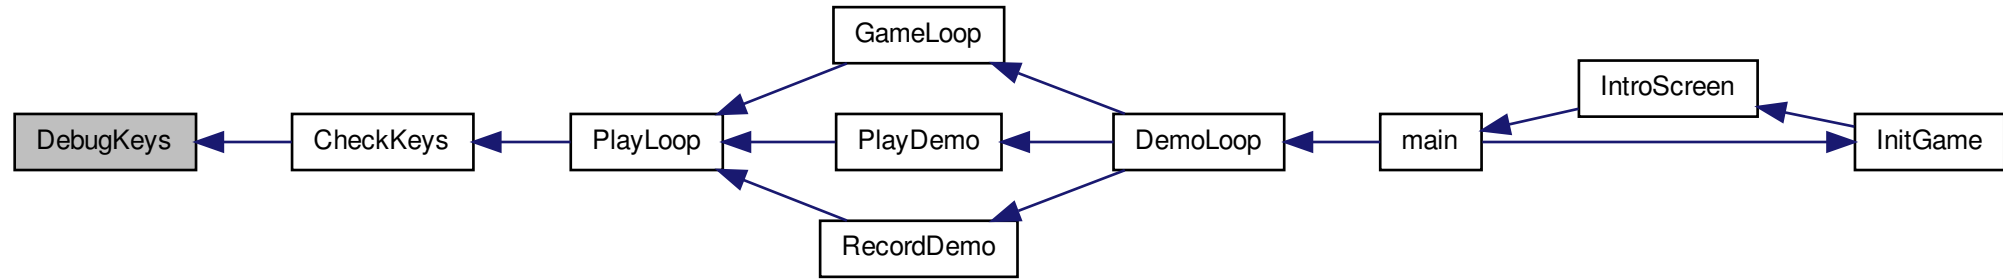 GameLoop
IntroScreen
DebugKeys
CheckKeys
PlayLoop
PlayDemo
DemoLoop
main
InitGame
RecordDemo